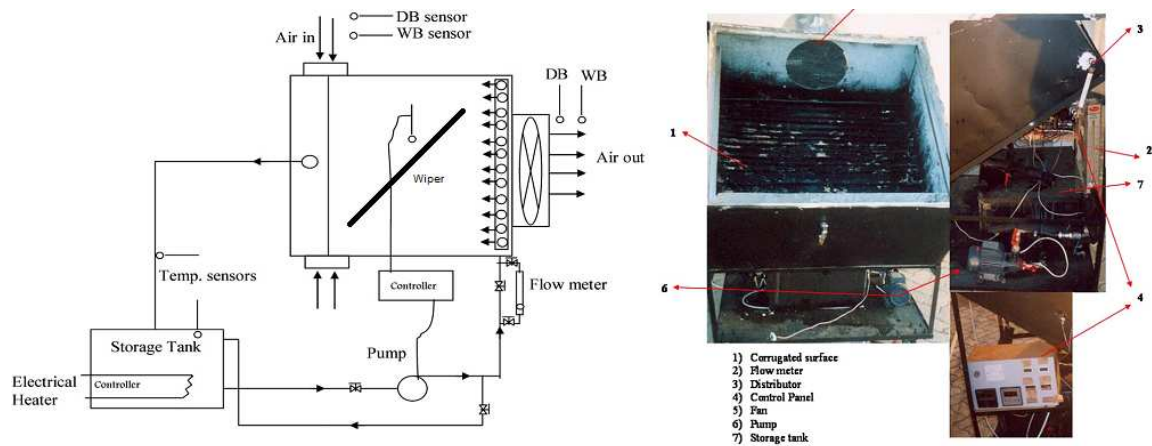 DB sensor
WB sensor
Air in
DB WB
Air out
Wiper
Temp. sensors
Controller
Flow meter
Storage Tank
Pump
Electrical
Heater
Controller
1
3
2
7
6
4
1) Corrugated surface
2) Flow meter
3) Distributor
4) Control Panel
5) Fan
6) Pump
7) Storage tank